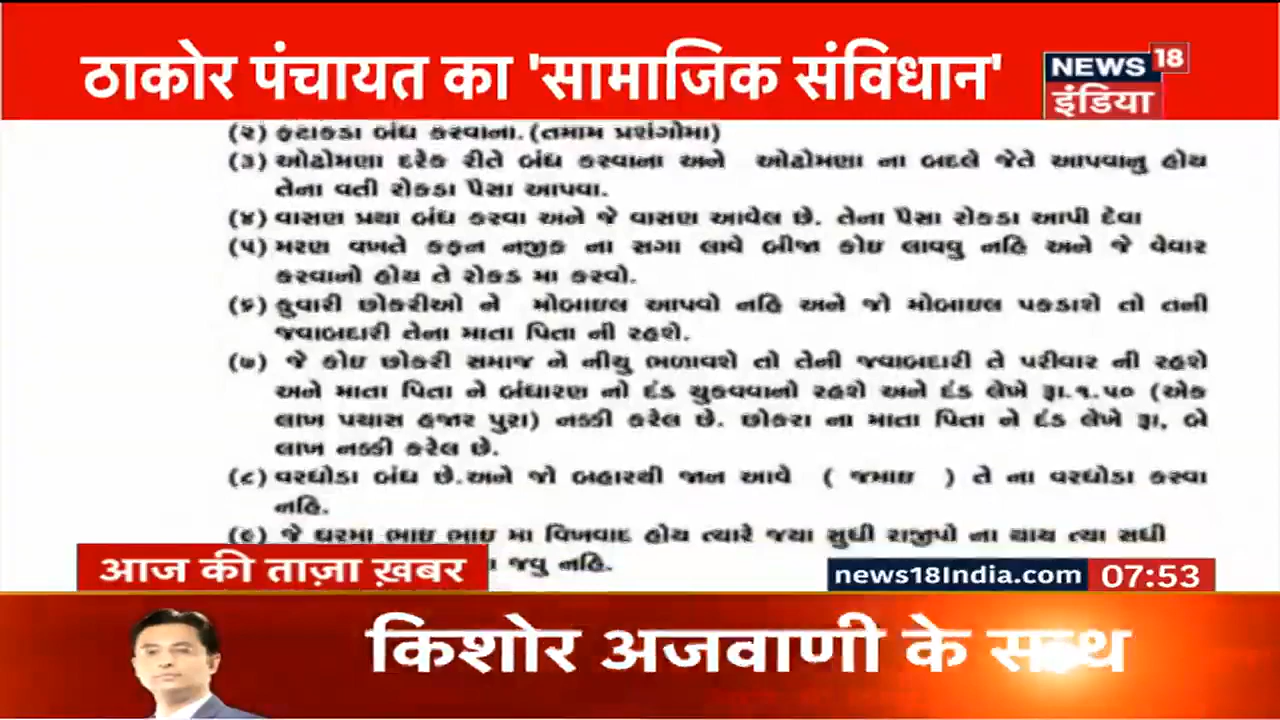 ठाकोर पंचायत का 'सामाजिक संविधान'
NEWS 18
इंडिया
(૨) ફટાકડા બંધ કરવાના. (તમામ પ્રશંગોમા)
(૩) ઓઢોમણા દરેક રીતે બંધ કરવાના અને ઓઢોમણા ના બદલે જેતે આપવાનુ હોય
તેના વતી રોકડા પૈસા આપવા.
(૪) વાસણ પ્રથા બંધ કરવા અને જે વાસણ આવેલ છે. તેના પૈસા રોકડા આપી દેવા
(૫) મરણ વખતે કફન નજીક ના સગા લાવે બીજા કોઇ લાવવુ નહિ અને જે વેવાર
કરવાનો હોય તે રોકડ મા કરવો.
(૬) કુવારી છોકરીઓ ને મોબાઇલ આપવો નહિ અને જો મોબાઇલ પકડાશે તો તની
જવાબદારી તેના માતા પિતા ની રહશે.
(૭) જે કોઇ છોકરી સમાજ ને નીચુ ભળાવશે તો તેની જવાબદારી તે પરીવાર ની રહશે
અને માતા પિતા ને બંધારણ નો દંડ ચુકવવાનો રહશે અને દંડ લેખે રૂા.૧.૫૦ (એક
લાખ પચાસ હજાર પુરા) નક્કી કરેલ છે. છોકરા ના માતા પિતા ને દંડ લેખે રૂા, બે
લાખ નક્કી કરેલ છે.
(૮) વરઘોડા બંધ છે.અને જો બહારથી જાન આવે ( જમાઇ ) તે ના વરઘોડા કરવા
નહિ.
(૯) જે ઘરમા ભાઇ ભાઇ મા વિખવાદ હોય ત્યારે જયા સુધી રાજીપો ના થાય ત્યા સધી
જવુ નહિ.
आज की ताज़ा ख़बर
news18India.com 07:53
किशोर अजवाणी के साथ